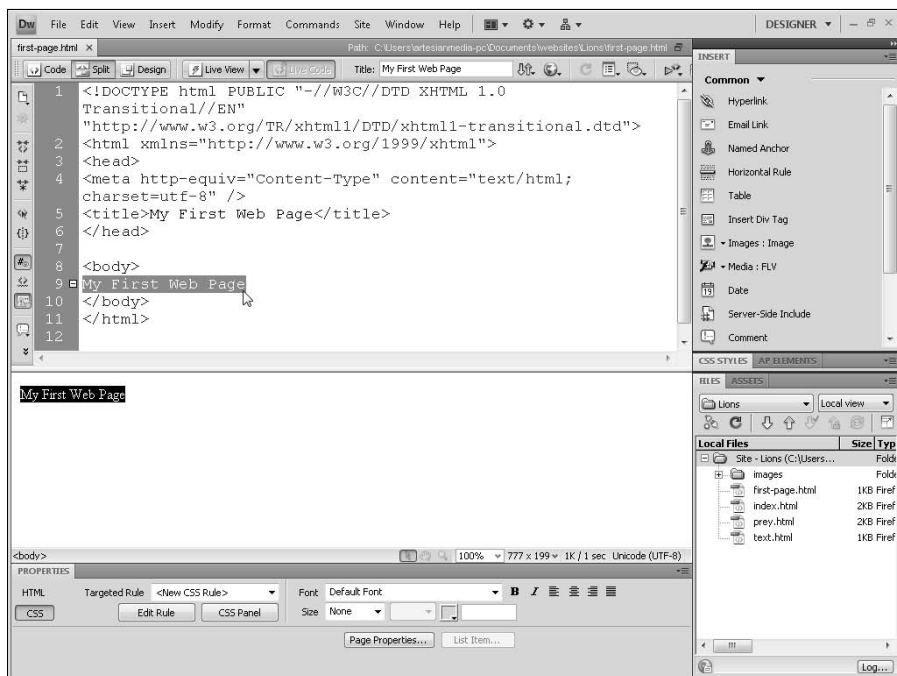 Dw File Edit View Insert Modify Format Commands Site Window Help DESIGNER
first-page.html × Path: C:\Users\artesianmedia-pc\Documents\websites\Lions\first-page.html
Code Split Design Live View Live Code Title: My First Web Page
1 <!DOCTYPE html PUBLIC "-//W3C//DTD XHTML 1.0
Transitional//EN"
"http://www.w3.org/TR/xhtml1/DTD/xhtml1-transitional.dtd">
2 <html xmlns="http://www.w3.org/1999/xhtml">
3 <head>
4 <meta http-equiv="Content-Type" content="text/html;
charset=utf-8" />
5 <title>My First Web Page</title>
6 </head>
7
8 <body>
9 My First Web Page
10 </body>
11 </html>
12
My First Web Page
<body> 100% 777 x 199 1K / 1 sec Unicode (UTF-8)
PROPERTIES
HTML Targeted Rule <New CSS Rule> Font Default Font B I
CSS Edit Rule CSS Panel Size None
Page Properties... List Item...
INSERT
Common
Hyperlink
Email Link
Named Anchor
Horizontal Rule
Table
Insert Div Tag
Images : Image
Media : FLV
19 Date
Server-Side Include
Comment
CSS STYLES AP ELEMENTS
FILES ASSETS
Lions Local view
Local Files Size Typ
Site - Lions (C:\Users... Folde
images Folde
first-page.html 1KB Firef
index.html 2KB Firef
prey.html 2KB Firef
text.html 1KB Firef
Log...